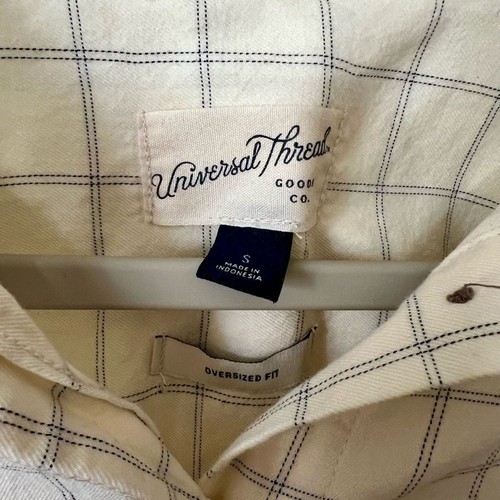 Universal Thread
GOODS
CO.
S
MADE IN
INDONESIA
OVERSIZED FIT